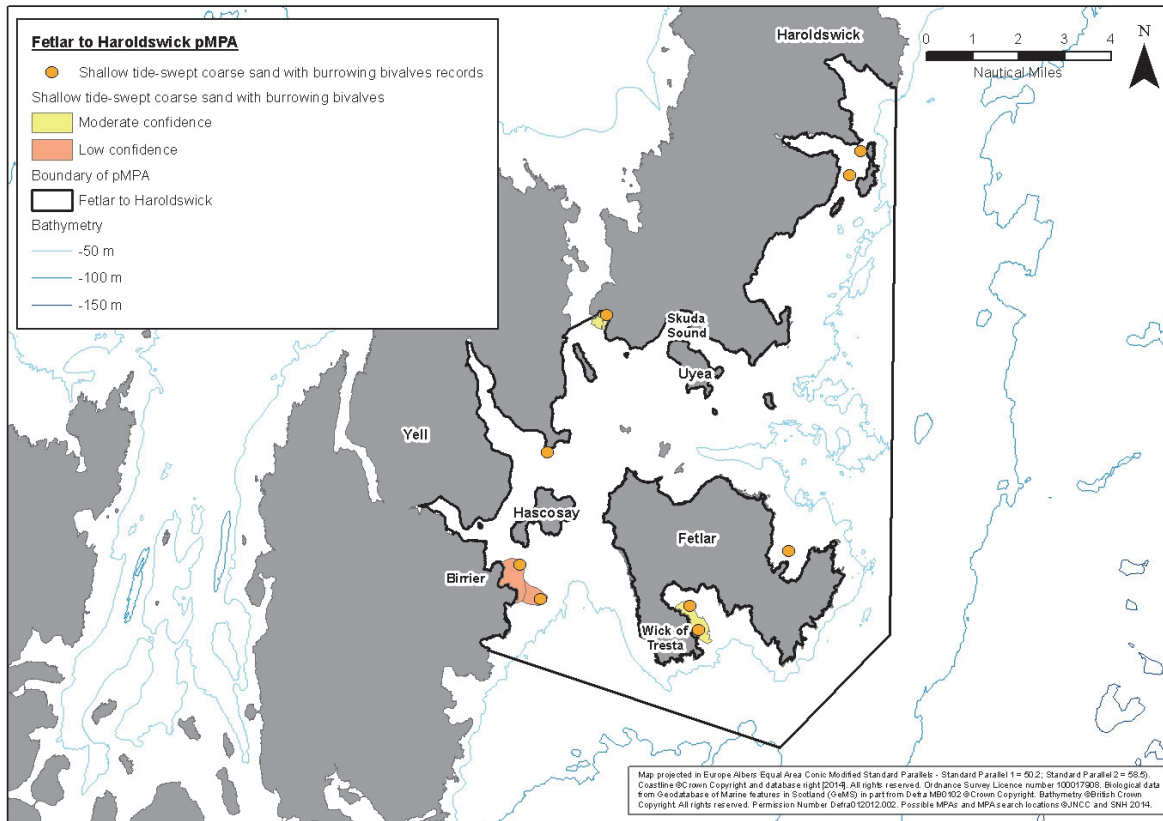 Fetlar to Haroldswick pMPA
Shallow tide-swept coarse sand with burrowing bivalves records
Shallow tide-swept coarse sand with burrowing bivalves
Moderate confidence
Low confidence
Boundary of pMPA
Fetlar to Haroldswick
Bathymetry
-50 m
-100 m
-150 m
Haroldswick
0 1 2 3 4
Nautical Miles
N
Skuda
Sound
Uyea
Yell
Hascosay
Fetlar
Birrier
Wick of
Tresta
Map projected in Europe Albers Equal Area Conic Modified Standard Parallels - Standard Parallel 1 = 50.2; Standard Parallel 2 = 58.5).
Coastline ©Crown Copyright and database right [2014]. All rights reserved. Ordnance Survey Licence number 100017908. Biological data
from Geodatabase of Marine features in Scotland (GeMS) in part from Defra MB0102 ©Crown Copyright. Bathymetry ©British Crown
Copyright. All rights reserved. Permission Number Defra012012.002. Possible MPAs and MPA search locations ©JNCC and SNH 2014.